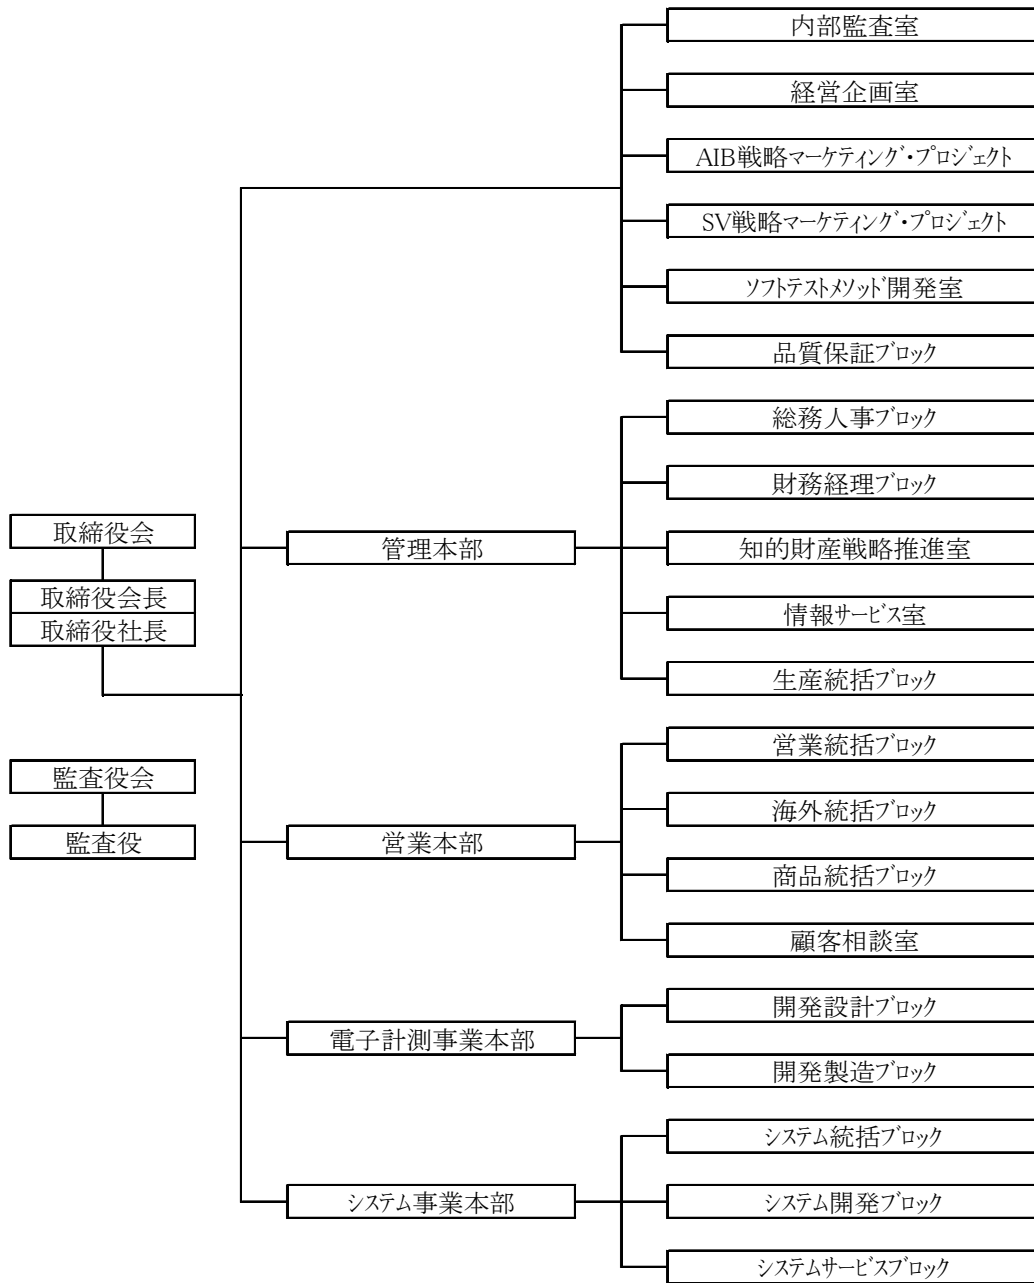 内部監査室
経営企画室
AIB戦略マーケティング・プロジェクト
SV戦略マーケティング・プロジェクト
ソフトテストメソッド開発室
品質保証ブロック
総務人事ブロック
財務経理ブロック
取締役会
管理本部
知的財産戦略推進室
取締役会長
取締役社長
情報サービス室
生産統括ブロック
営業統括ブロック
監査役会
海外統括ブロック
監査役
営業本部
商品統括ブロック
顧客相談室
開発設計ブロック
電子計測事業本部
開発製造ブロック
システム統括ブロック
システム事業本部
システム開発ブロック
システムサービスブロック